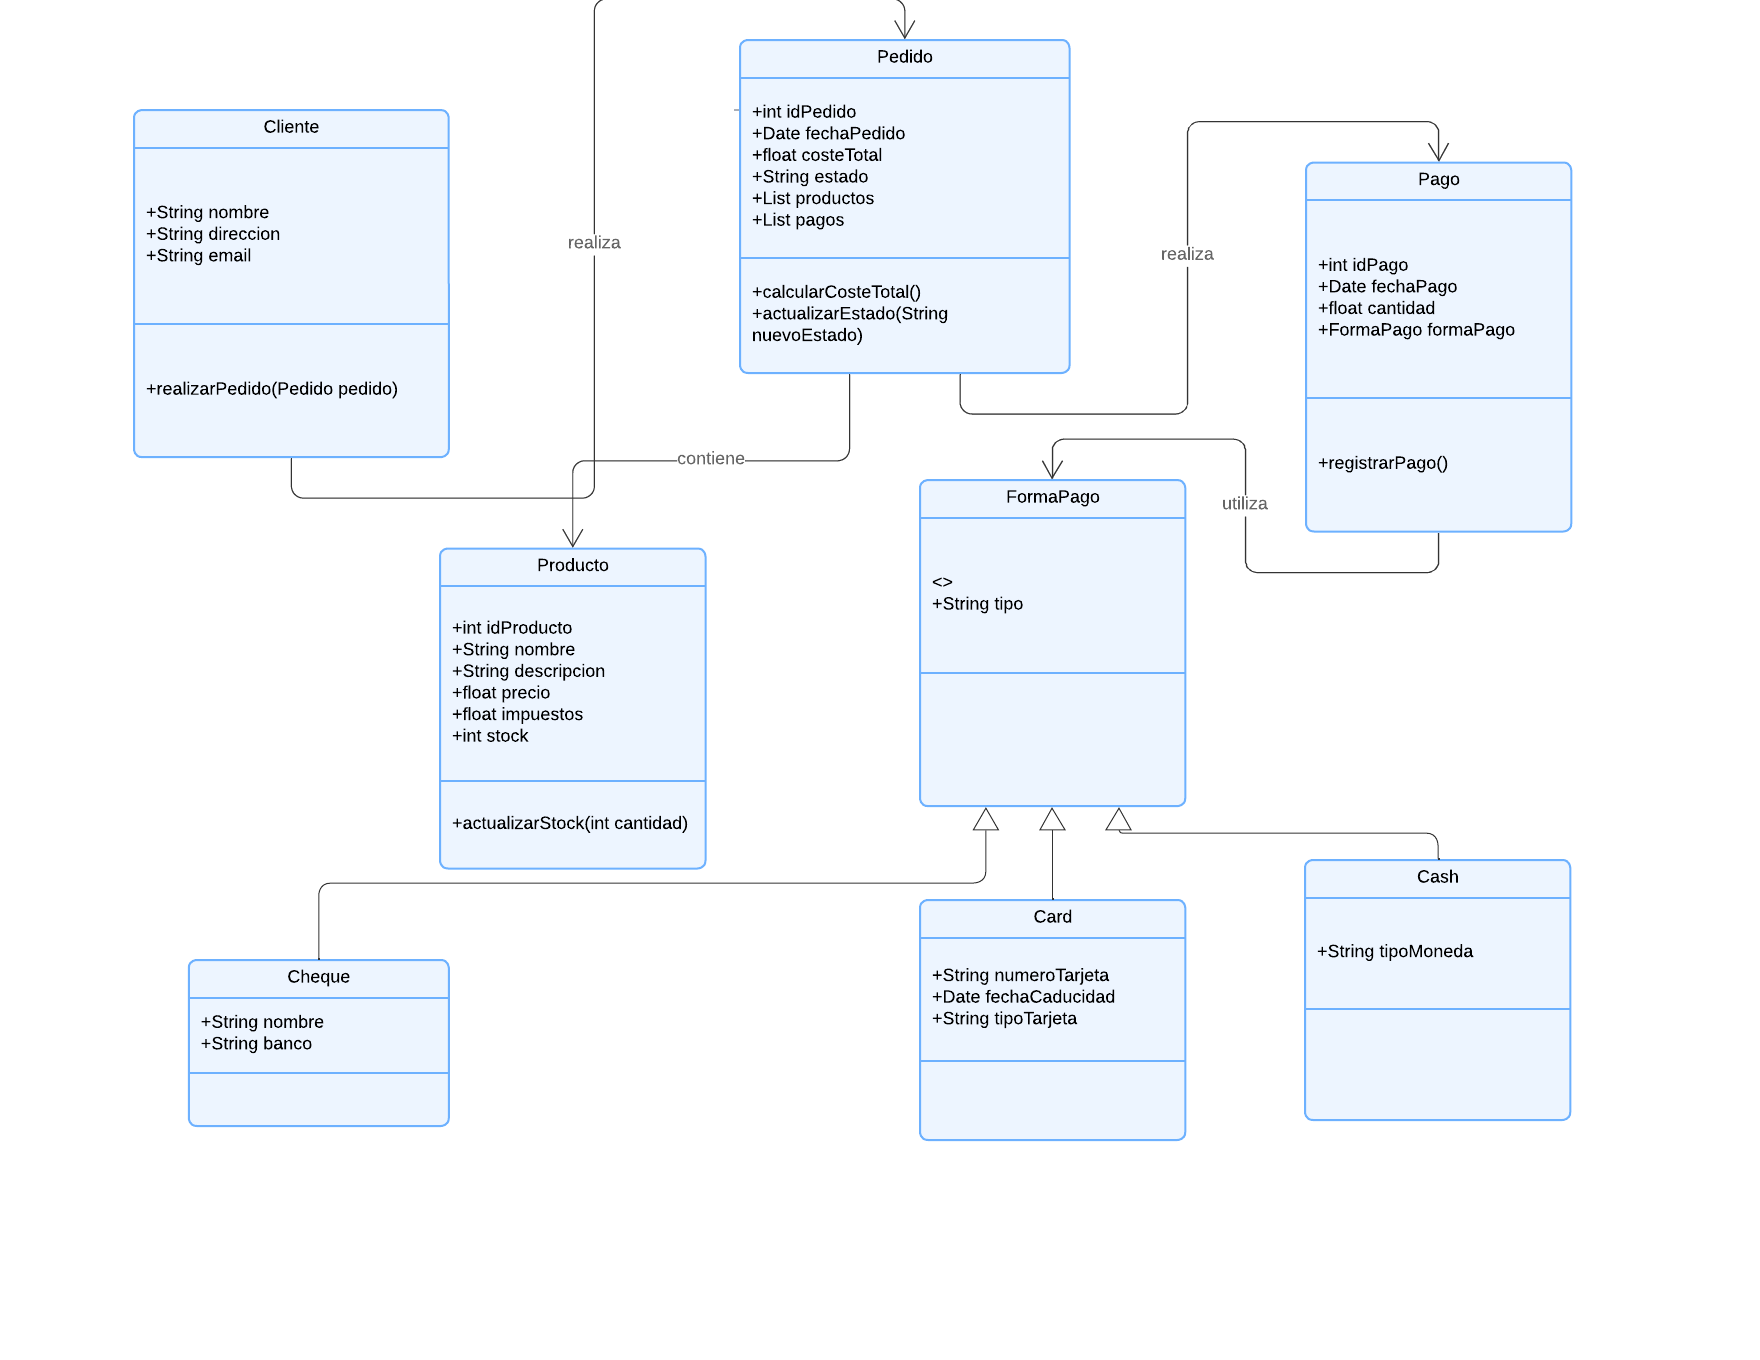 Pedido
+int idPedido
+Date fechaPedido
+float costeTotal
+String estado
+List productos
+List pagos
+calcularCosteTotal()
+actualizarEstado(String
nuevoEstado)
Cliente
+String nombre
+String direccion
+String email
+realizarPedido(Pedido pedido)
realiza
realiza
Pago
+int idPago
+Date fechaPago
+float cantidad
+FormaPago formaPago
+registrarPago()
contiene
utiliza
FormaPago
<>
+String tipo
Producto
+int idProducto
+String nombre
+String descripcion
+float precio
+float impuestos
+int stock
+actualizarStock(int cantidad)
Cheque
+String nombre
+String banco
Card
+String numeroTarjeta
+Date fechaCaducidad
+String tipoTarjeta
Cash
+String tipoMoneda